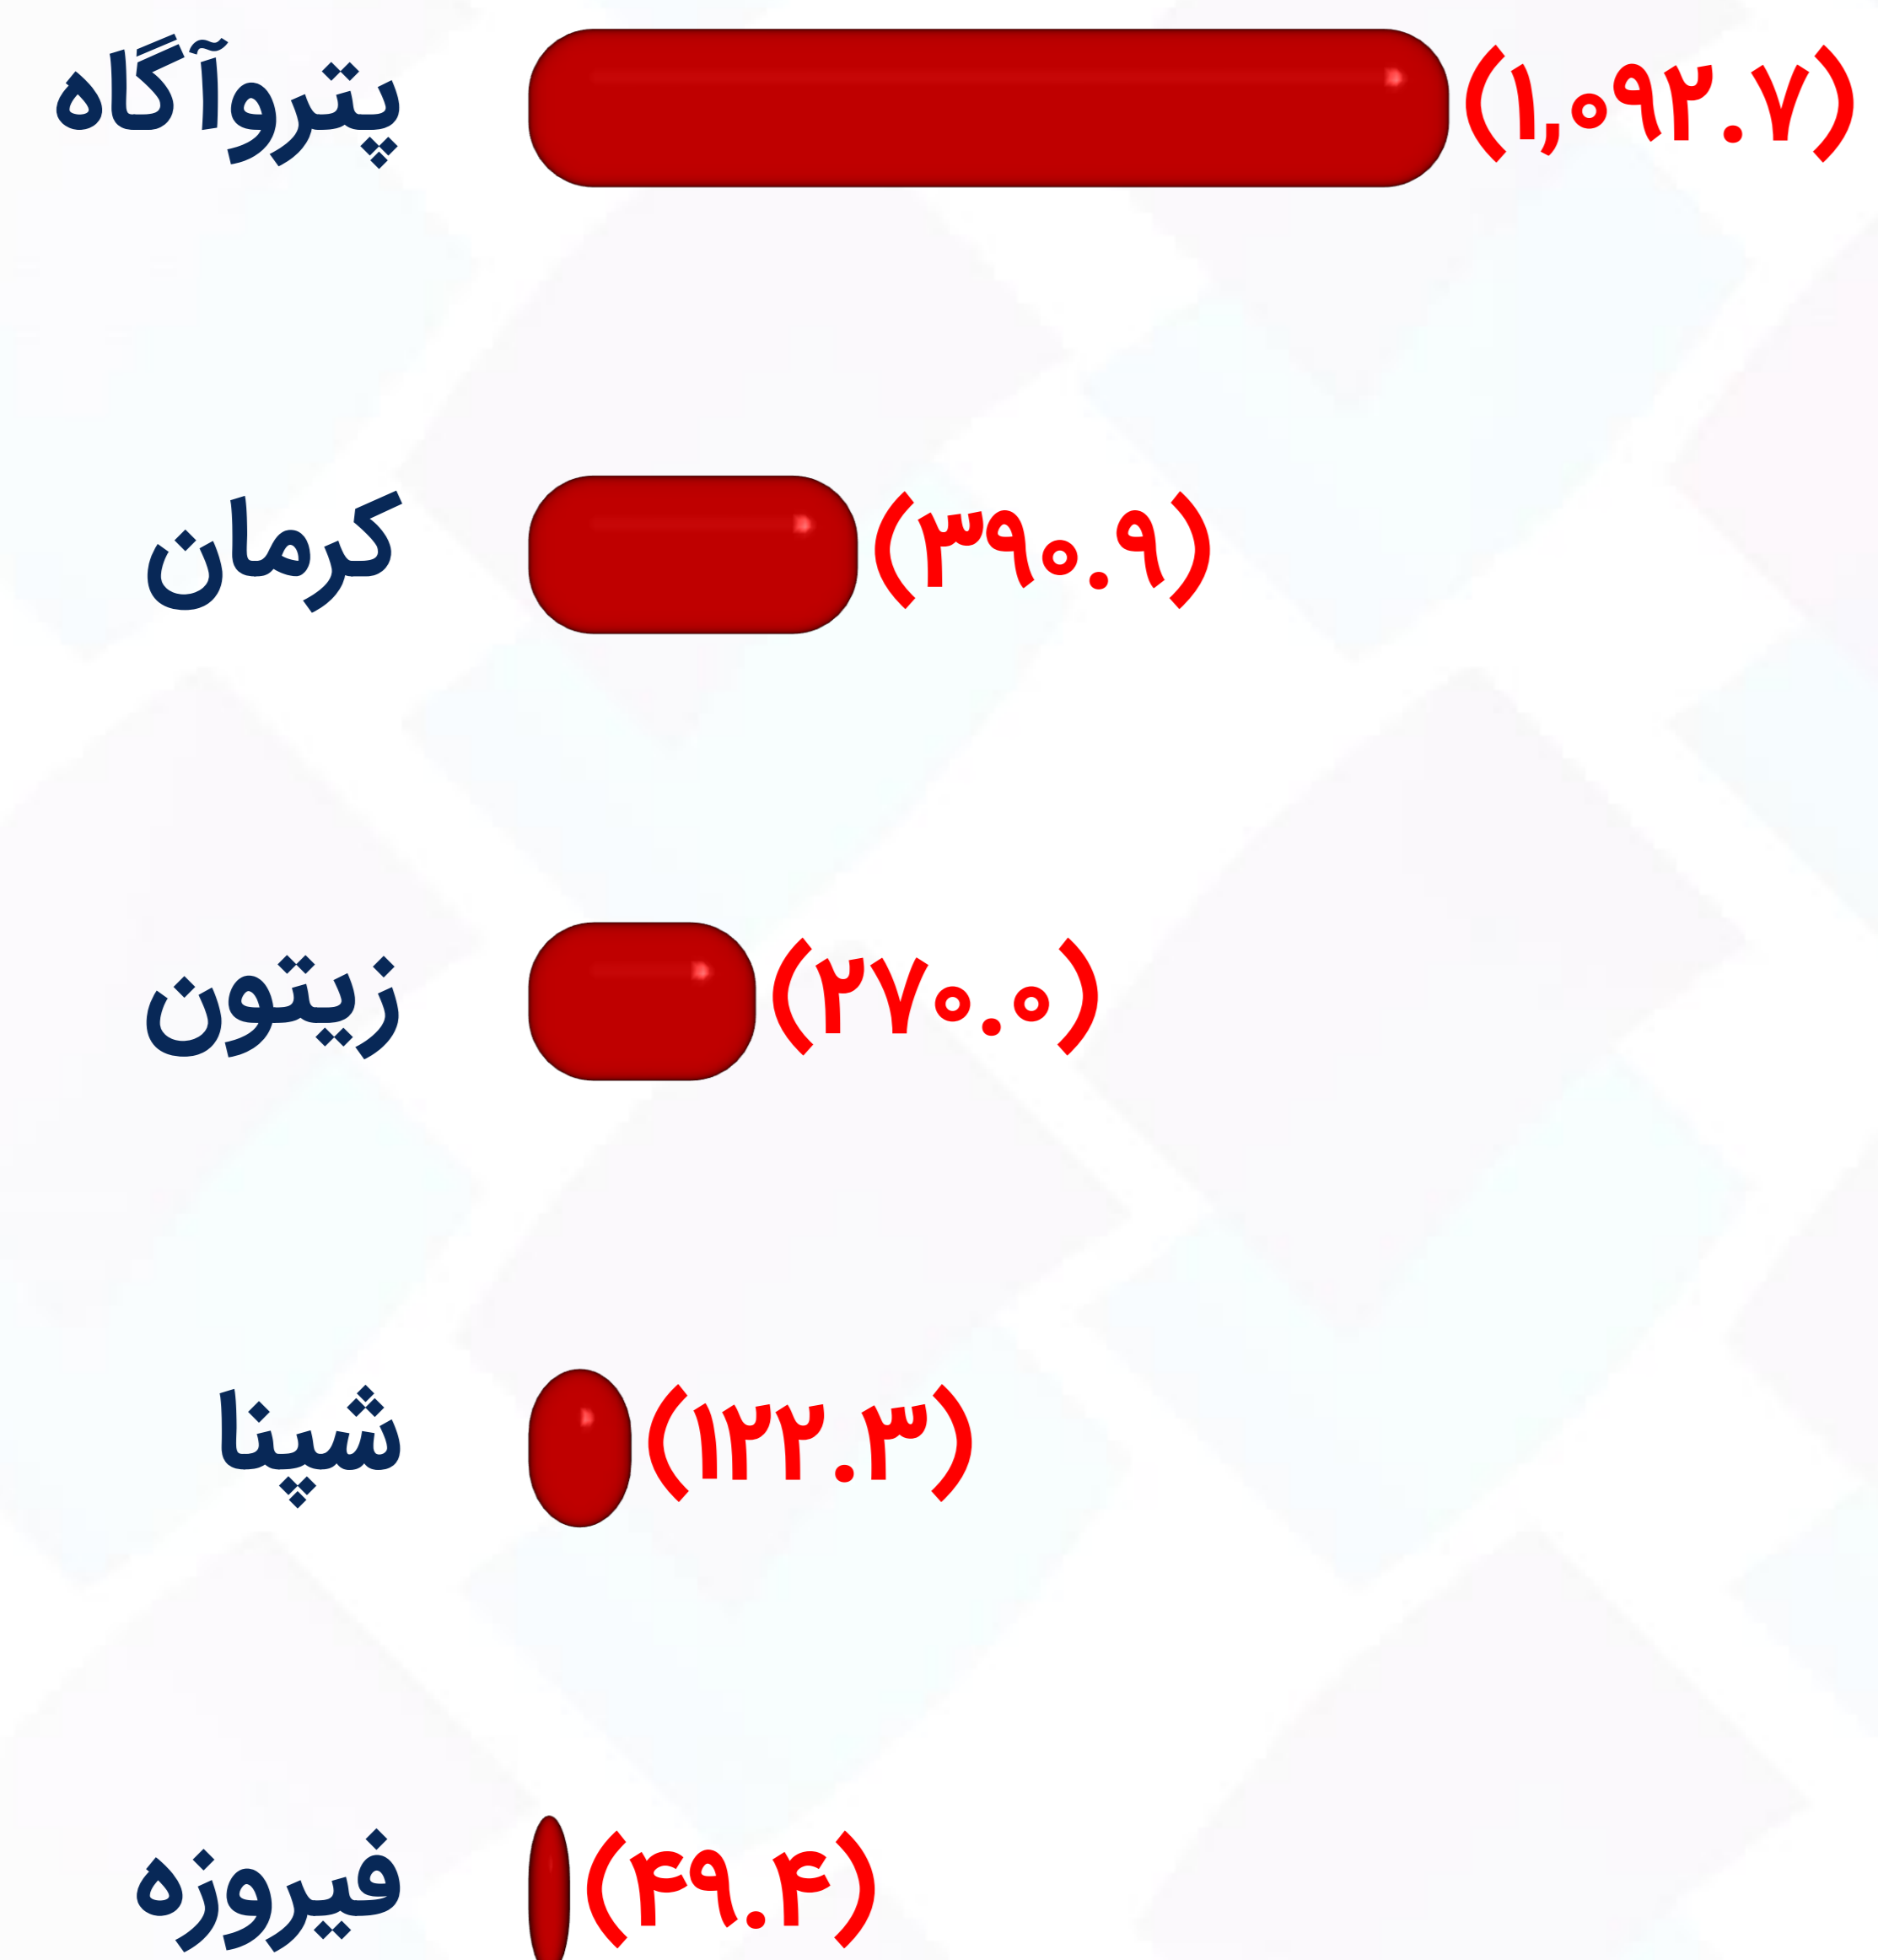 پتروآگاه (۱,۰۹۲.۷)
کرمان (۳۹۰.۹)
زیتون (۲۷۰.۰)
شپنا (۱۲۲.۳)
فیروزه (۴۹.۴)